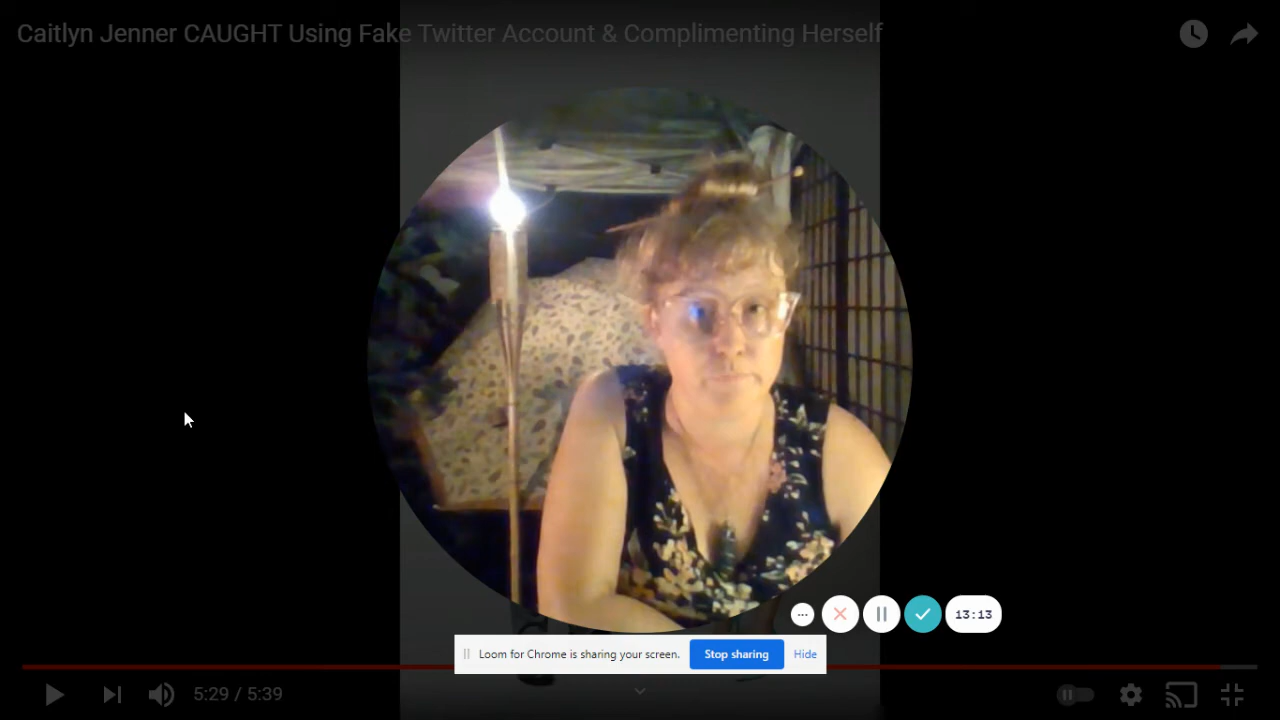 Caitlyn Jenner CAUGHT Using Fake Twitter Account & Complimenting Herself
13:13
Loom for Chrome is sharing your screen. Stop sharing Hide
5:29 / 5:39